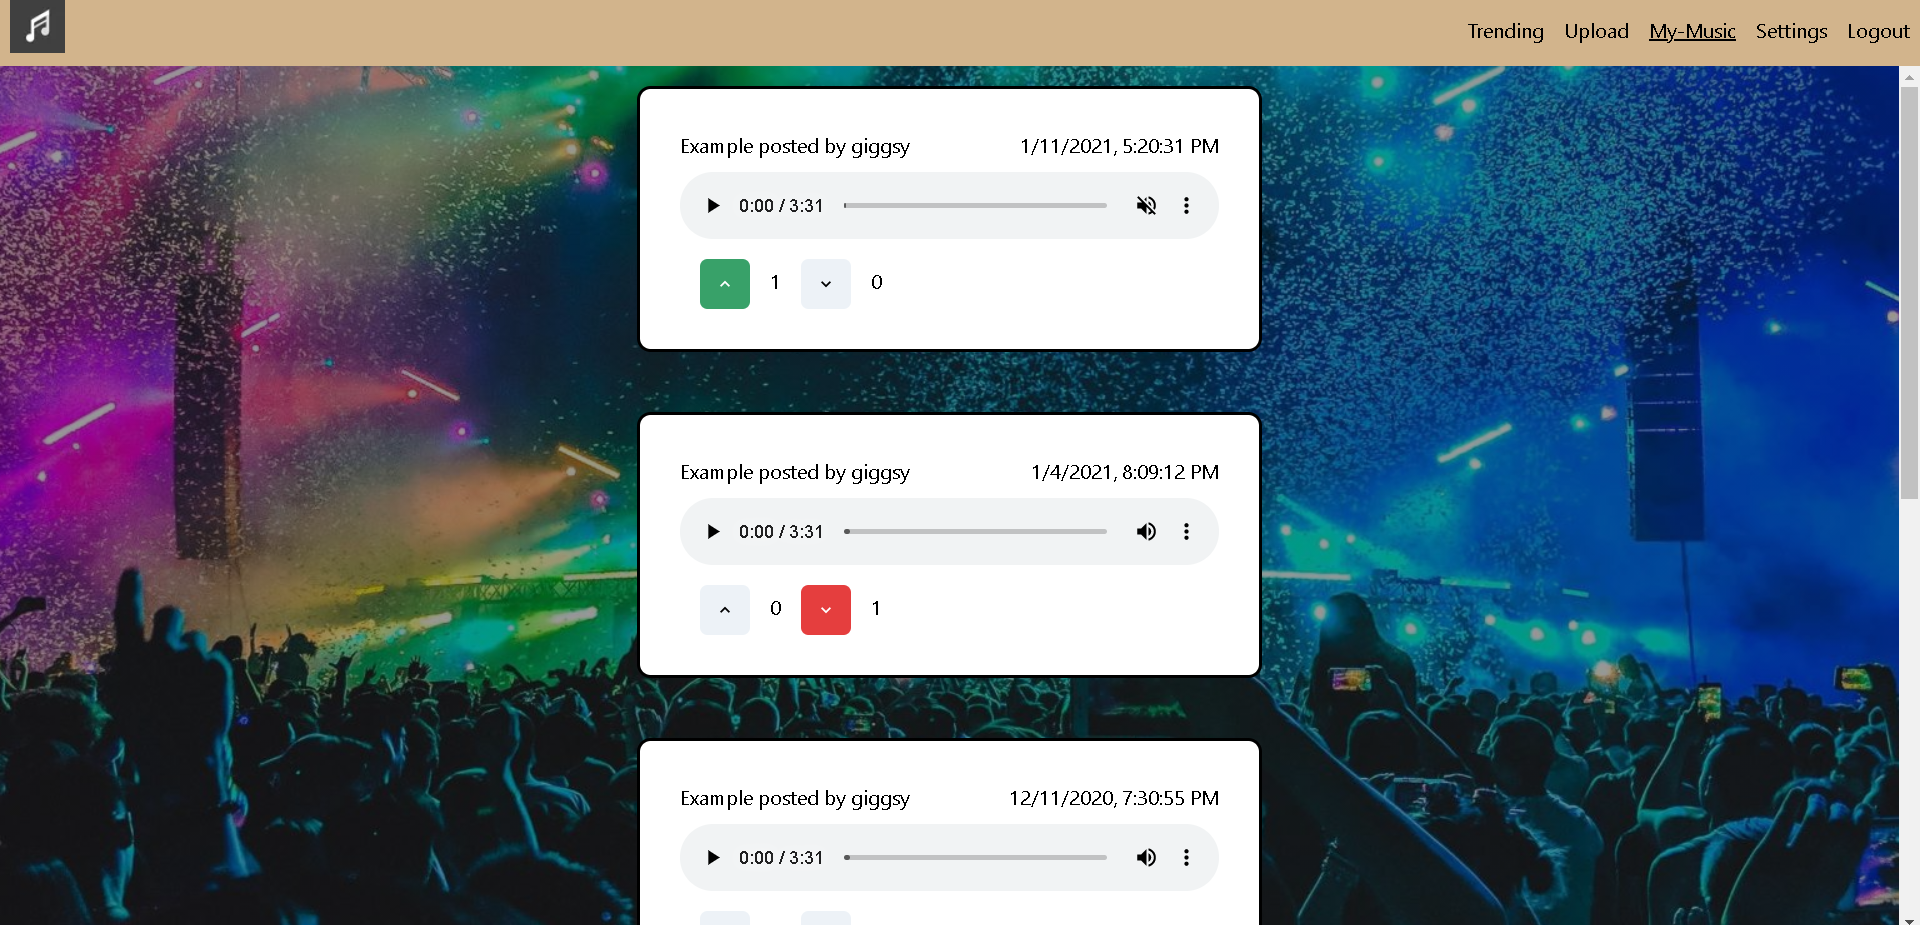 Trending Upload My-Music Settings Logout
Example posted by giggsy 1/11/2021, 5:20:31 PM
0:00 / 3:31
1 0
Example posted by giggsy 1/4/2021, 8:09:12 PM
0:00 / 3:31
0 1
Example posted by giggsy 12/11/2020, 7:30:55 PM
0:00 / 3:31